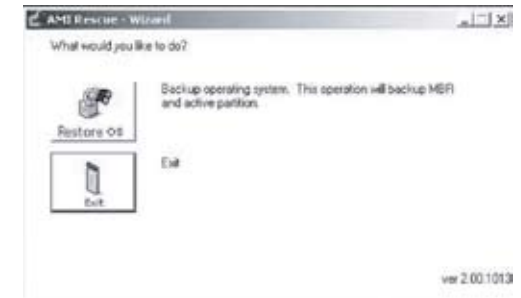 AMI Rescue - Wizard
What would you like to do?
Backup operating system. This operation will backup MBR
and active partition.
Restore OS
Exit
Exit
ver 2.00.1013